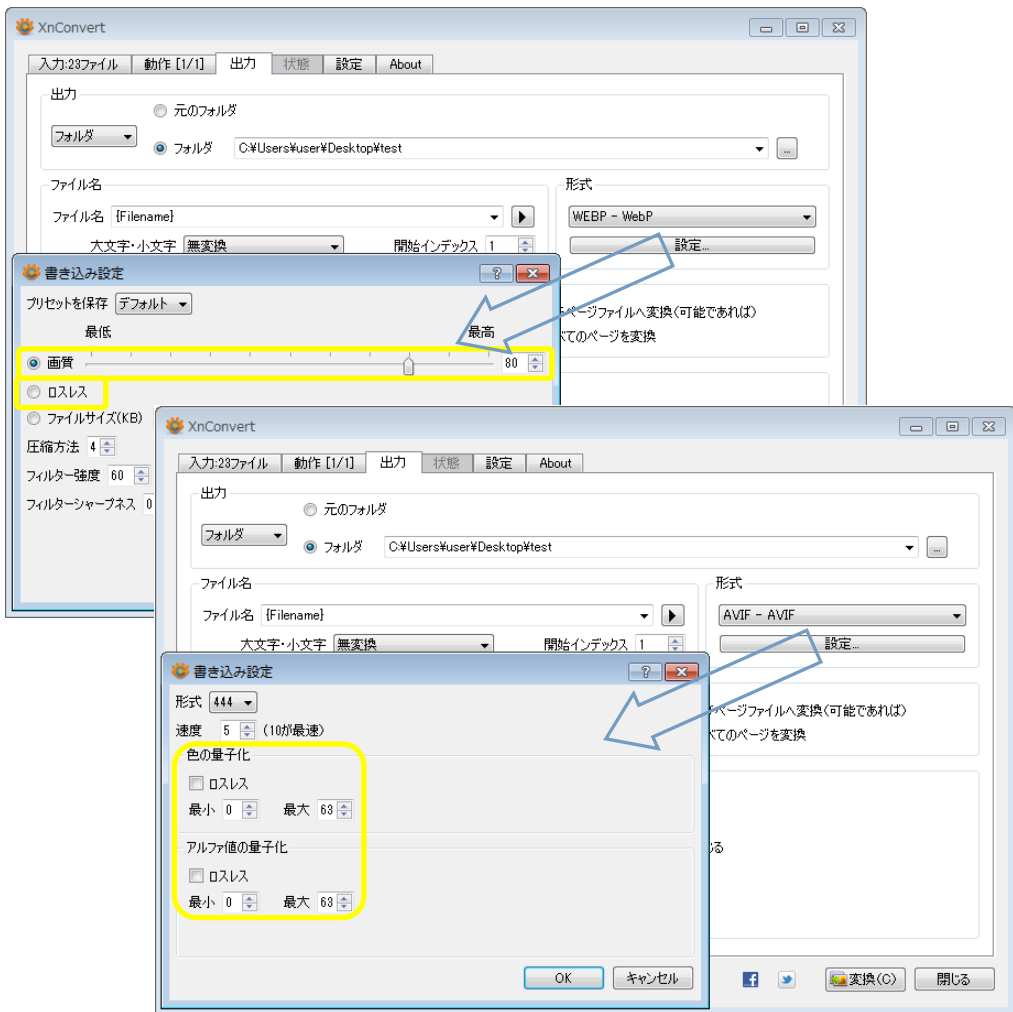 XnConvert
入力:23ファイル 動作 [1/1] 出力 状態 設定 About
出力
元のフォルダ
フォルダ フォルダ C:¥Users¥user¥Desktop¥test ...
ファイル名 形式
ファイル名 {Filename} WEBP - WebP
大文字・小文字 無変換 開始インデックス 1 設定...
書き込み設定 ?
プリセットを保存 デフォルト ページファイルへ変換(可能であれば)
最低 最高 てのページを変換
画質 80
ロスレス
ファイルサイズ(KB)
圧縮方法 4
フィルター強度 60
フィルターシャープネス 0
XnConvert
入力:23ファイル 動作 [1/1] 出力 状態 設定 About
出力
元のフォルダ
フォルダ フォルダ C:¥Users¥user¥Desktop¥test ...
ファイル名 形式
ファイル名 {Filename} AVIF - AVIF
大文字・小文字 無変換 開始インデックス 1 設定...
書き込み設定 ?
形式 444 ページファイルへ変換(可能であれば)
速度 5 (10が最速) てのページを変換
色の量子化
ロスレス
最小 0 最大 63
アルファ値の量子化 る
ロスレス
最小 0 最大 63
OK キャンセル 変換(C) 閉じる